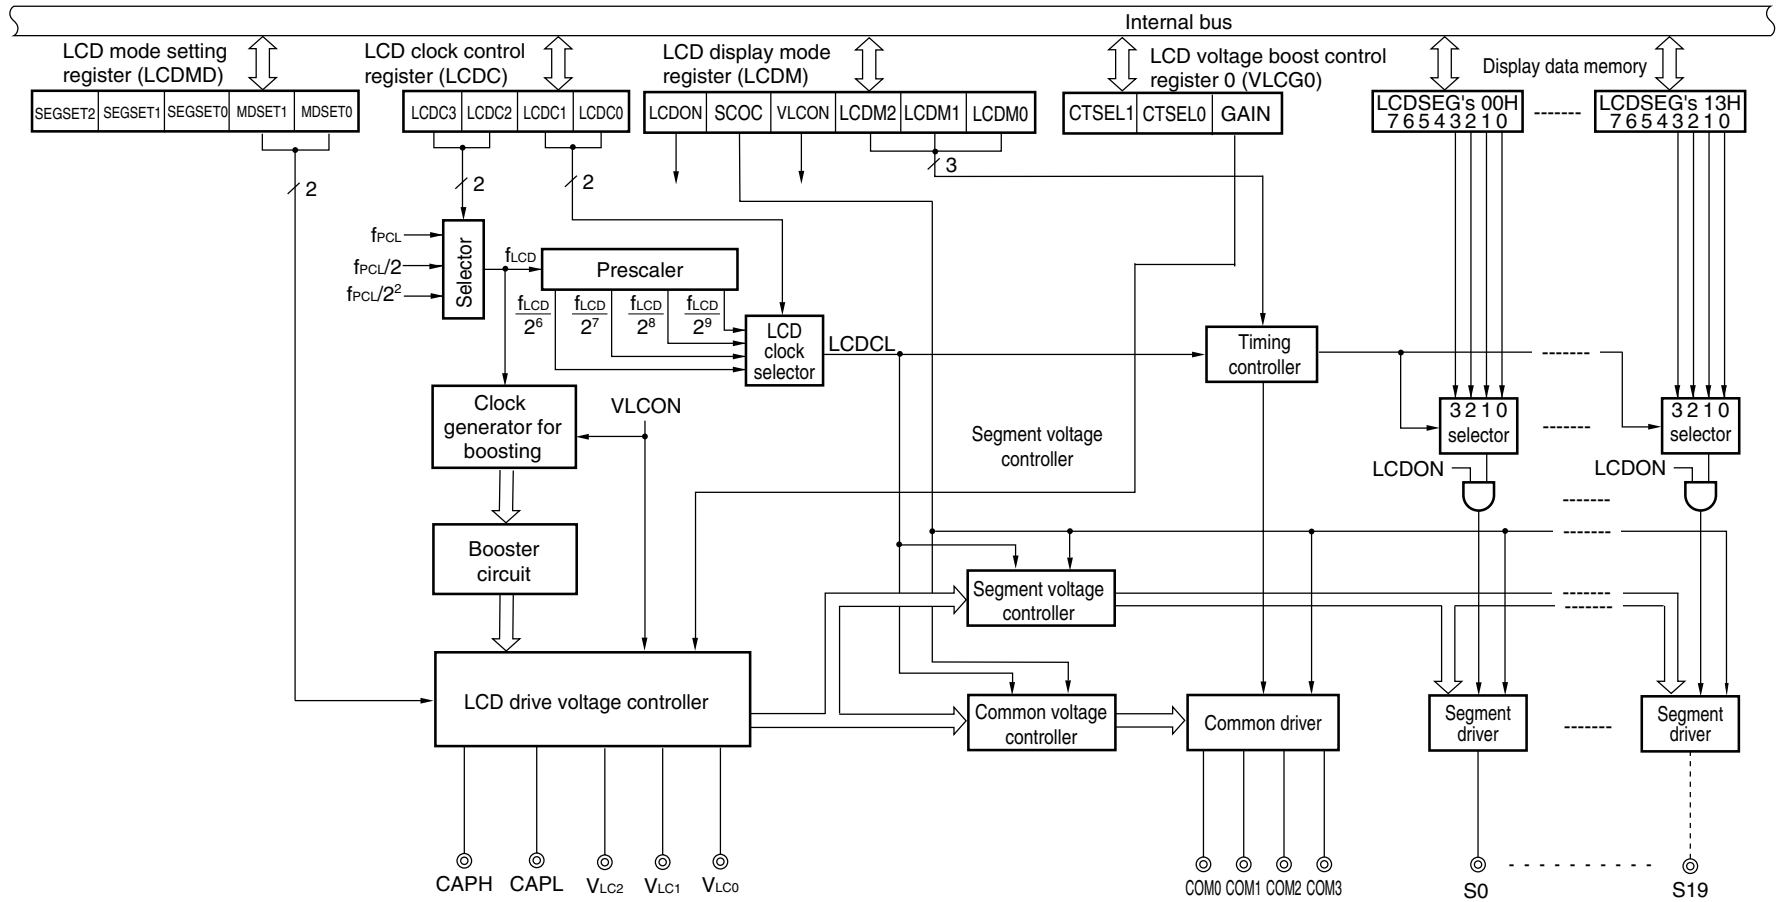 Internal bus
LCD mode setting
register (LCDMD)
LCD clock control
register (LCDC)
LCD display mode
register (LCDM)
LCD voltage boost control
register 0 (VLCG0)
Display data memory
SEGSET2 SEGSET1 SEGSET0 MDSET1 MDSET0
LCDC3 LCDC2 LCDC1 LCDC0
LCDON SCOC VLCON LCDM2 LCDM1 LCDM0
CTSEL1 CTSEL0 GAIN
LCDSEG's 00H
7 6 5 4 3 2 1 0
LCDSEG's 13H
7 6 5 4 3 2 1 0
2
2
2
3
fPCL
fPCL/2
fPCL/2²
Selector
fLCD
Prescaler
fLCD
2⁶
fLCD
2⁷
fLCD
2⁸
fLCD
2⁹
LCD
clock
selector
LCDCL
Timing
controller
Clock
generator for
boosting
VLCON
Segment voltage
controller
3 2 1 0
selector
3 2 1 0
selector
LCDON
LCDON
Booster
circuit
Segment voltage
controller
LCD drive voltage controller
Common voltage
controller
Common driver
Segment
driver
Segment
driver
CAPH
CAPL
VLC2
VLC1
VLC0
COM0 COM1 COM2 COM3
S0
S19